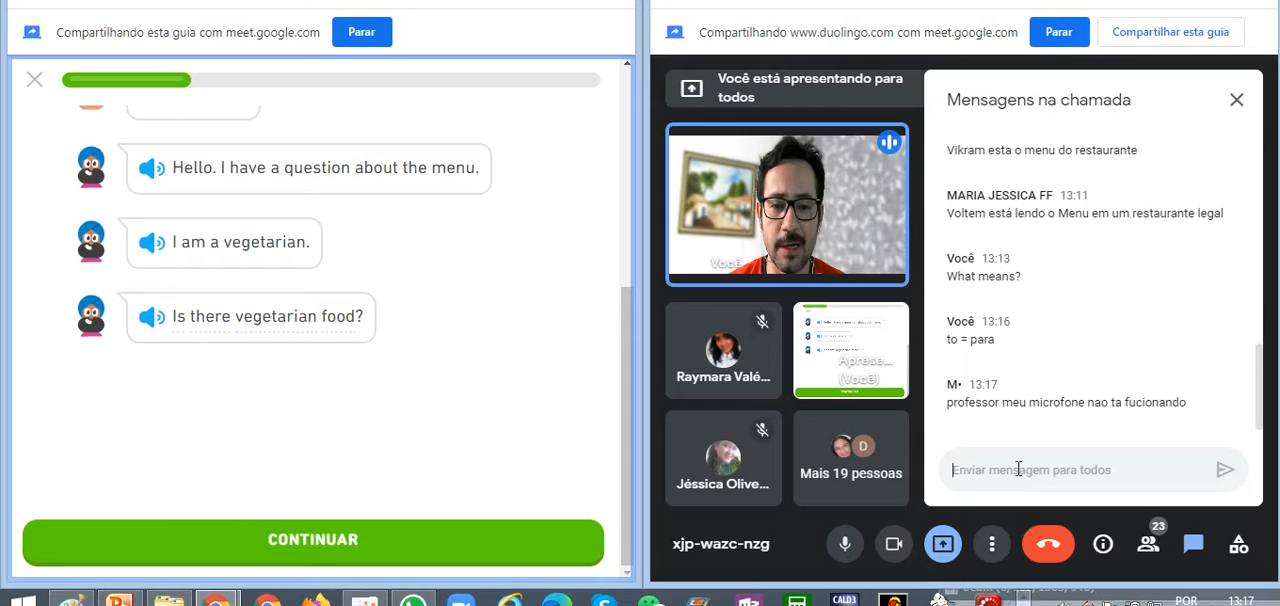 Compartilhando esta guia com meet.google.com
Parar
Hello. I have a question about the menu.
I am a vegetarian.
Is there vegetarian food?
CONTINUAR
Compartilhando www.duolingo.com com meet.google.com
Parar
Compartilhar esta guia
Você está apresentando para
todos
Você
Raymara Valé...
Aprese...
(Você)
Jéssica Olive...
D
Mais 19 pessoas
Mensagens na chamada
Vikram esta o menu do restaurante
MARIA JESSICA FF 13:11
Voltem está lendo o Menu em um restaurante legal
Você 13:13
What means?
Você 13:16
to = para
M• 13:17
professor meu microfone nao ta fucionando
Enviar mensagem para todos
xjp-wazc-nzg
23
CALD3
POR
13:17